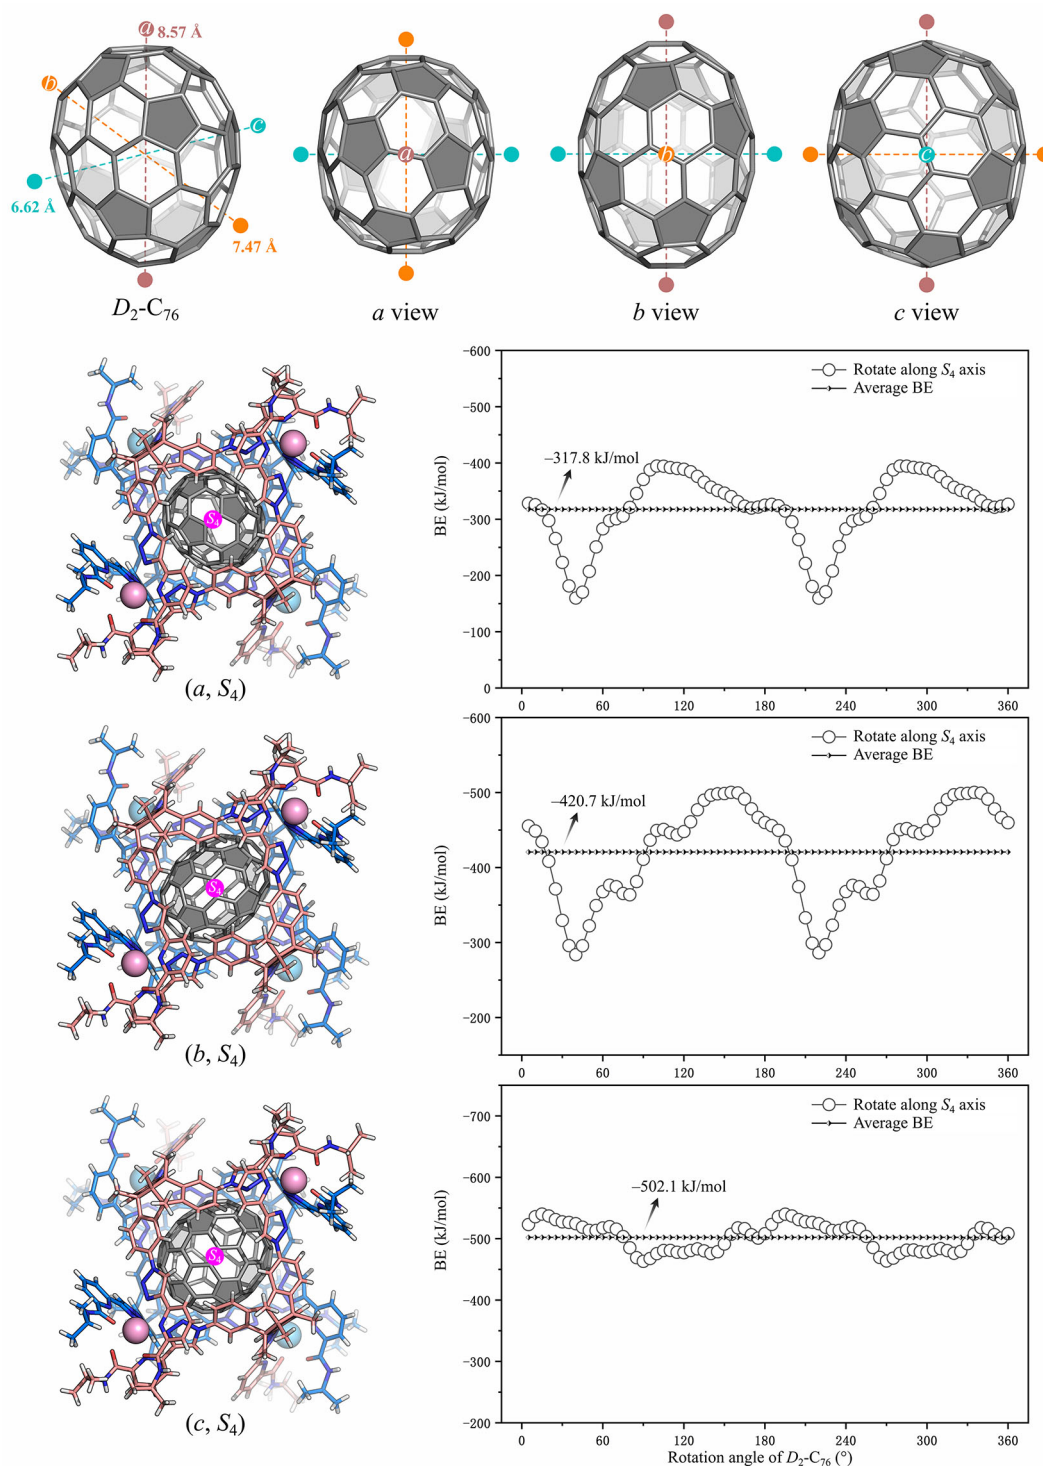 a 8.57 Å
b
c
6.62 Å
7.47 Å
a
b
c
D₂-C₇₆
a view
b view
c view
S₄
(a, S₄)
BE (kJ/mol)
−600
−500
−400
−300
−200
−100
0
0 60 120 180 240 300 360
Rotate along S₄ axis
Average BE
−317.8 kJ/mol
S₄
(b, S₄)
BE (kJ/mol)
−600
−500
−400
−300
−200
0 60 120 180 240 300 360
Rotate along S₄ axis
Average BE
−420.7 kJ/mol
S₄
(c, S₄)
BE (kJ/mol)
−700
−600
−500
−400
−300
−200
0 60 120 180 240 300 360
Rotate along S₄ axis
Average BE
−502.1 kJ/mol
Rotation angle of D₂-C₇₆ (°)